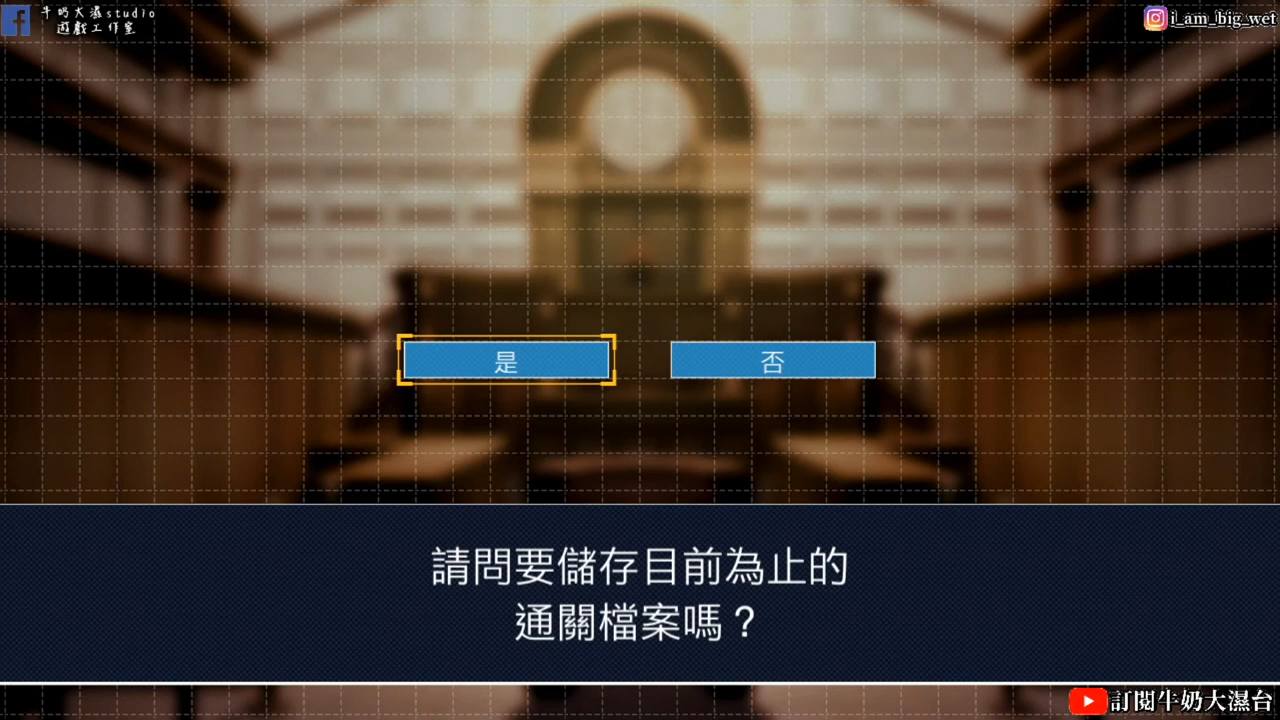 牛奶大濕studio
遊戲工作室
i_am_big_wet
是
否
請問要儲存目前為止的
通關檔案嗎？
訂閱牛奶大濕台